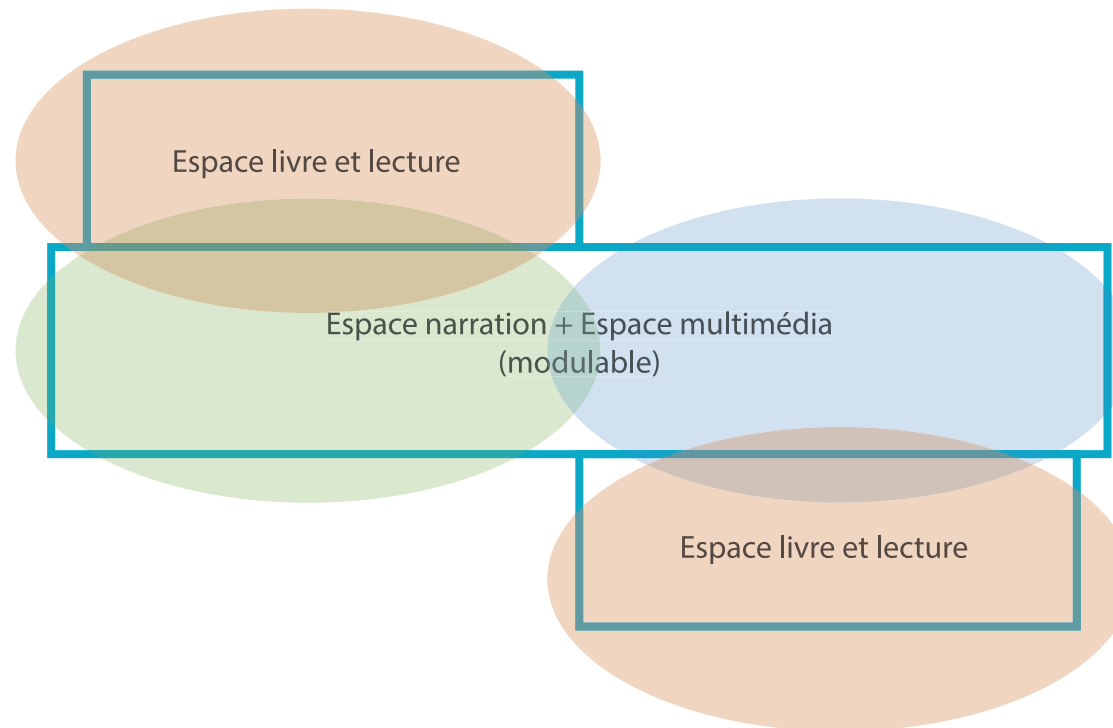 Espace livre et lecture
Espace narration + Espace multimédia
(modulable)
Espace livre et lecture